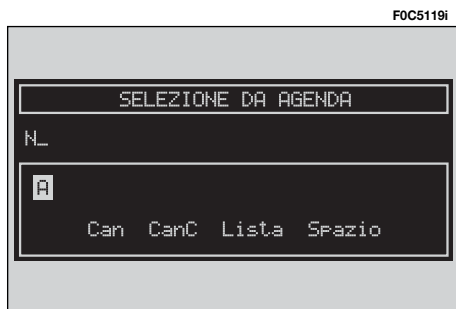 F0C5119i
SELEZIONE DA AGENDA
N_
A
Can CanC Lista Spazio